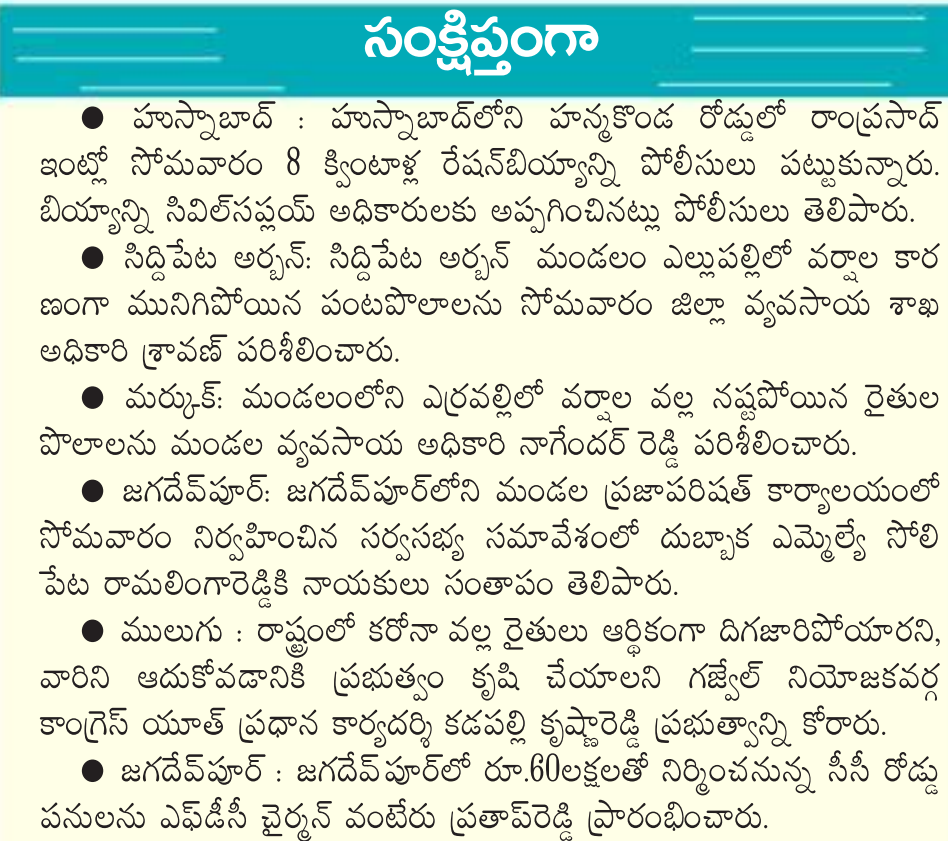 సంక్షిప్తంగా
● హుస్నాబాద్ : హుస్నాబాద్‌లోని హన్మకొండ రోడ్డులో రాంప్రసాద్
ఇంట్లో సోమవారం 8 క్వింటాళ్ల రేషన్‌బియ్యాన్ని పోలీసులు పట్టుకున్నారు.
బియ్యాన్ని సివిల్‌సప్లయ్ అధికారులకు అప్పగించినట్లు పోలీసులు తెలిపారు.
● సిద్దిపేట అర్బన్: సిద్దిపేట అర్బన్ మండలం ఎల్లుపల్లిలో వర్షాల కార
ణంగా మునిగిపోయిన పంటపొలాలను సోమవారం జిల్లా వ్యవసాయ శాఖ
అధికారి శ్రావణ్ పరిశీలించారు.
● మర్కుక్: మండలంలోని ఎర్రవల్లిలో వర్షాల వల్ల నష్టపోయిన రైతుల
పొలాలను మండల వ్యవసాయ అధికారి నాగేందర్ రెడ్డి పరిశీలించారు.
● జగదేవ్‌పూర్: జగదేవ్‌పూర్‌లోని మండల ప్రజాపరిషత్ కార్యాలయంలో
సోమవారం నిర్వహించిన సర్వసభ్య సమావేశంలో దుబ్బాక ఎమ్మెల్యే సోలి
పేట రామలింగారెడ్డికి నాయకులు సంతాపం తెలిపారు.
● ములుగు : రాష్ట్రంలో కరోనా వల్ల రైతులు ఆర్థికంగా దిగజారిపోయారని,
వారిని ఆదుకోవడానికి ప్రభుత్వం కృషి చేయాలని గజ్వేల్ నియోజకవర్గ
కాంగ్రెస్ యూత్ ప్రధాన కార్యదర్శి కడపల్లి కృష్ణారెడ్డి ప్రభుత్వాన్ని కోరారు.
● జగదేవ్‌పూర్ : జగదేవ్‌పూర్‌లో రూ.60లక్షలతో నిర్మించనున్న సీసీ రోడ్డు
పనులను ఎఫ్‌డీసీ చైర్మన్ వంటేరు ప్రతాప్‌రెడ్డి ప్రారంభించారు.